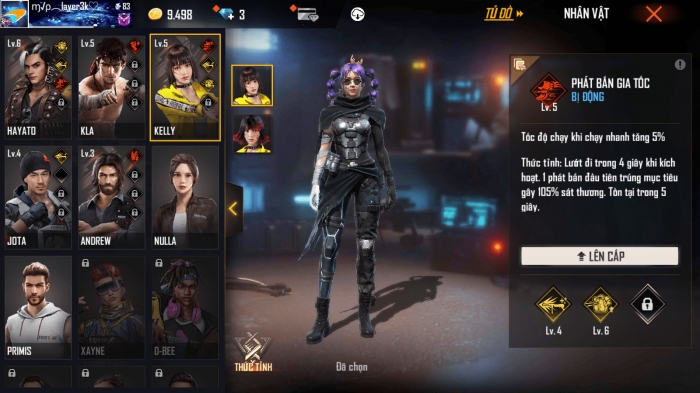 9.498
3
TỦ ĐỒ
NHÂN VẬT
83
Lv.6
HAYATO
Lv.5
KLA
Lv.5
KELLY
Lv.4
JOTA
Lv.3
ANDREW
NULLA
PRIMIS
XAYNE
D-BEE
THỨC TỈNH
Đã chọn
PHÁT BẮN GIA TỐC
BỊ ĐỘNG
Lv.5
Tốc độ chạy khi chạy nhanh tăng 5%
Thức tỉnh: Lướt đi trong 4 giây khi kích
hoạt. 1 phát bắn đầu tiên trúng mục tiêu
gây 105% sát thương. Tồn tại trong 5
giây.
LÊN CẤP
Lv.4
Lv.6